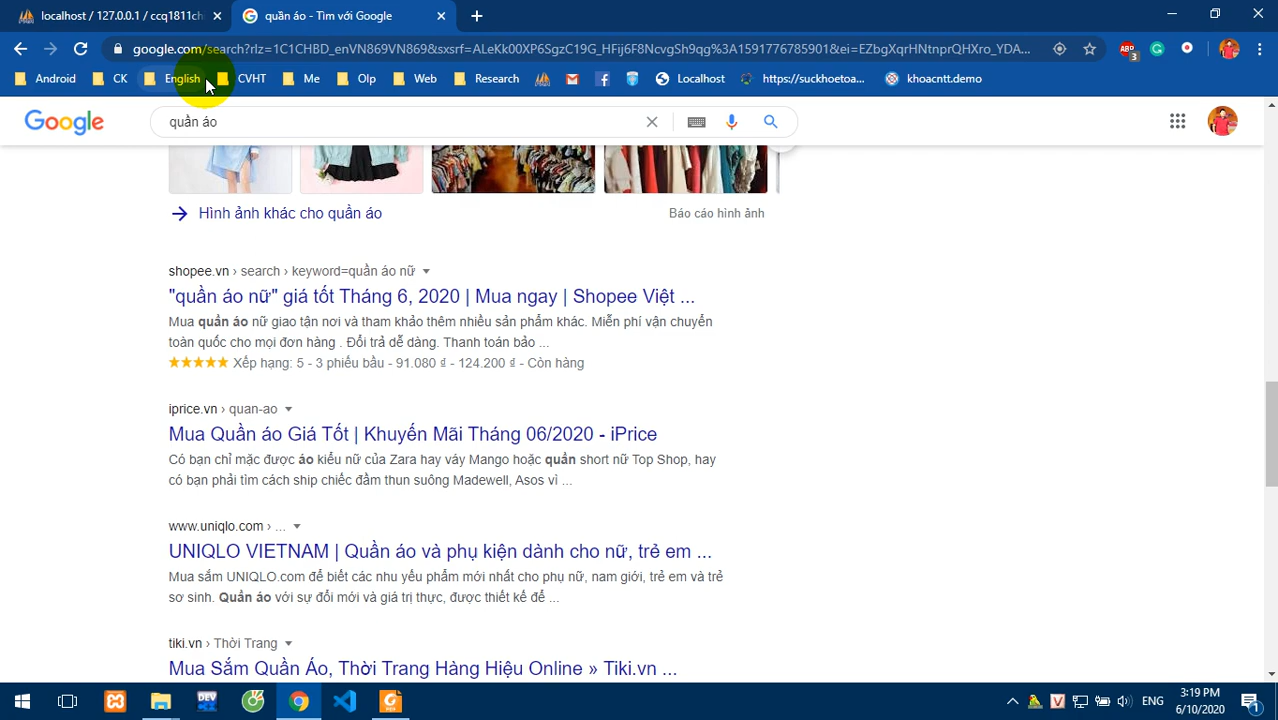 localhost / 127.0.0.1 / ccq1811ch
quần áo - Tìm với Google
google.com/search?rlz=1C1CHBD_enVN869VN869&sxsrf=ALeKk00XP6SgzC19G_HFij6F8NcvgSh9qg%3A1591776785901&ei=EZbgXqrHNtnprQHXro_YDA...
Android CK English CVHT Me Olp Web Research Localhost https://suckhoetoa... khoacntt.demo
Google quần áo
Hình ảnh khác cho quần áo Báo cáo hình ảnh
shopee.vn › search › keyword=quần áo nữ
"quần áo nữ" giá tốt Tháng 6, 2020 | Mua ngay | Shopee Việt ...
Mua quần áo nữ giao tận nơi và tham khảo thêm nhiều sản phẩm khác. Miễn phí vận chuyển
toàn quốc cho mọi đơn hàng . Đổi trả dễ dàng. Thanh toán bảo ...
Xếp hạng: 5 - 3 phiếu bầu - 91.080 ₫ - 124.200 ₫ - Còn hàng
iprice.vn › quan-ao
Mua Quần áo Giá Tốt | Khuyến Mãi Tháng 06/2020 - iPrice
Có bạn chỉ mặc được áo kiểu nữ của Zara hay váy Mango hoặc quần short nữ Top Shop, hay
có bạn phải tìm cách ship chiếc đầm thun suông Madewell, Asos vì ...
www.uniqlo.com › ...
UNIQLO VIETNAM | Quần áo và phụ kiện dành cho nữ, trẻ em ...
Mua sắm UNIQLO.com để biết các nhu yếu phẩm mới nhất cho phụ nữ, nam giới, trẻ em và trẻ
sơ sinh. Quần áo với sự đổi mới và giá trị thực, được thiết kế để ...
tiki.vn › Thời Trang
Mua Sắm Quần Áo, Thời Trang Hàng Hiệu Online » Tiki.vn ...
ENG
3:19 PM
6/10/2020